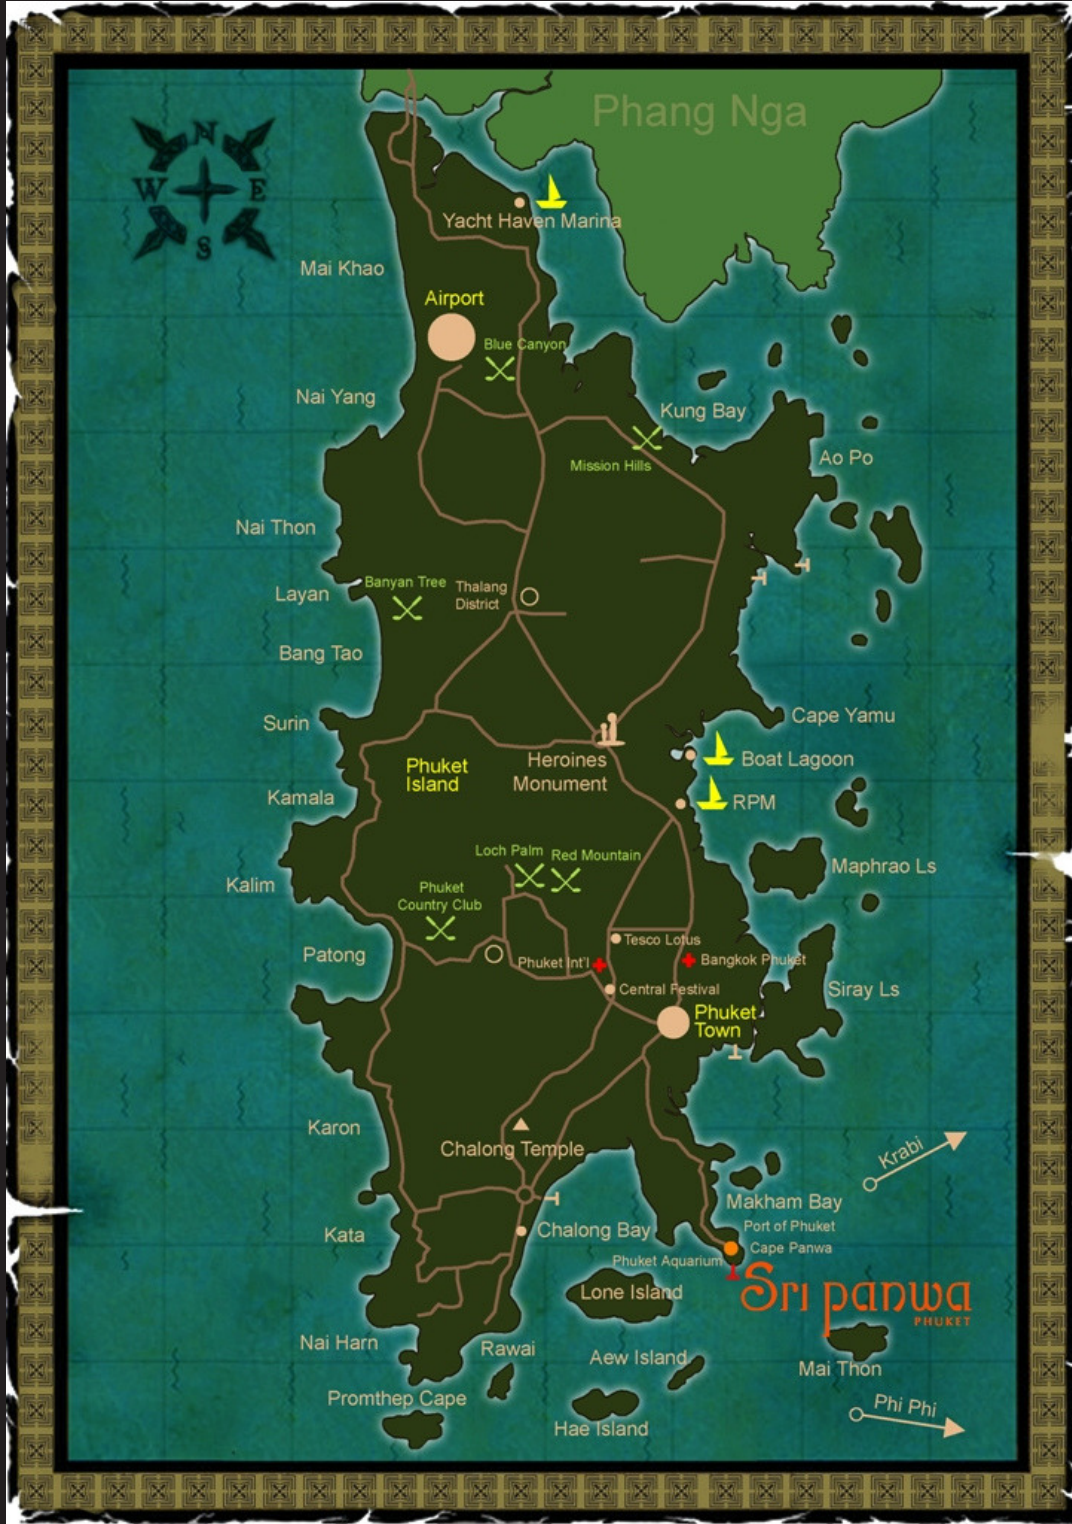 Phang Nga
N
W E
S
Yacht Haven Marina
Mai Khao
Airport
Blue Canyon
Nai Yang
Kung Bay
Mission Hills
Ao Po
Nai Thon
Banyan Tree
Thalang
District
Layan
Bang Tao
Surin
Cape Yamu
Heroines
Monument
Boat Lagoon
Phuket
Island
Kamala
RPM
Loch Palm
Red Mountain
Maphrao Ls
Kalim
Phuket
Country Club
Tesco Lotus
Patong
Phuket Int'l
Bangkok Phuket
Central Festival
Siray Ls
Phuket
Town
Karon
Chalong Temple
Krabi
Makham Bay
Kata
Chalong Bay
Port of Phuket
Cape Panwa
Phuket Aquarium
Sri panwa
PHUKET
Lone Island
Nai Harn
Rawai
Aew Island
Mai Thon
Promthep Cape
Hae Island
Phi Phi